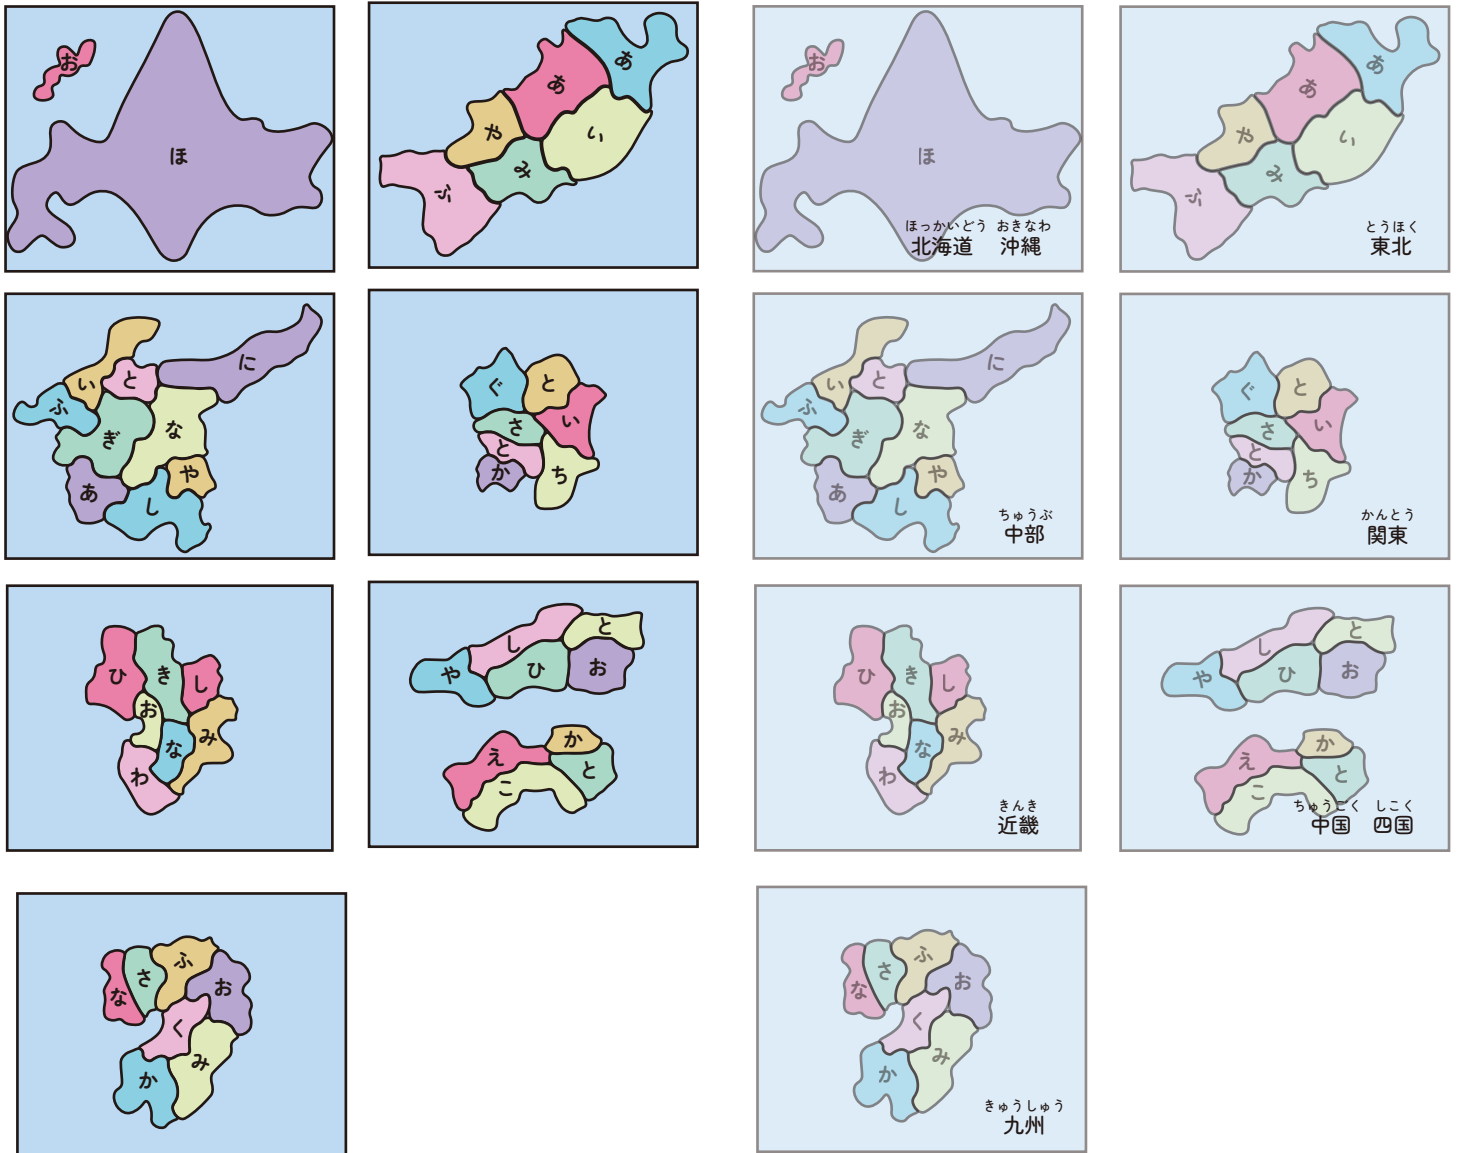 お
ほ
あ
あ
い
や
み
ふ
お
ほ
ほっかいどう おきなわ
北海道 沖縄
あ
あ
い
や
み
ふ
とうほく
東北
に
と
い
ふ
ぎ
な
や
あ
し
ぐ
と
い
さ
と
か
ち
に
と
い
ふ
ぎ
な
や
あ
し
ちゅうぶ
中部
ぐ
と
い
さ
と
か
ち
かんとう
関東
ひ
き
し
お
み
な
わ
と
し
ひ
お
や
か
え
と
こ
ひ
き
し
お
み
な
わ
きんき
近畿
と
し
ひ
お
や
か
え
と
こ
ちゅうごく しこく
中国 四国
ふ
さ
な
お
く
み
か
ふ
さ
な
お
く
み
か
きゅうしゅう
九州